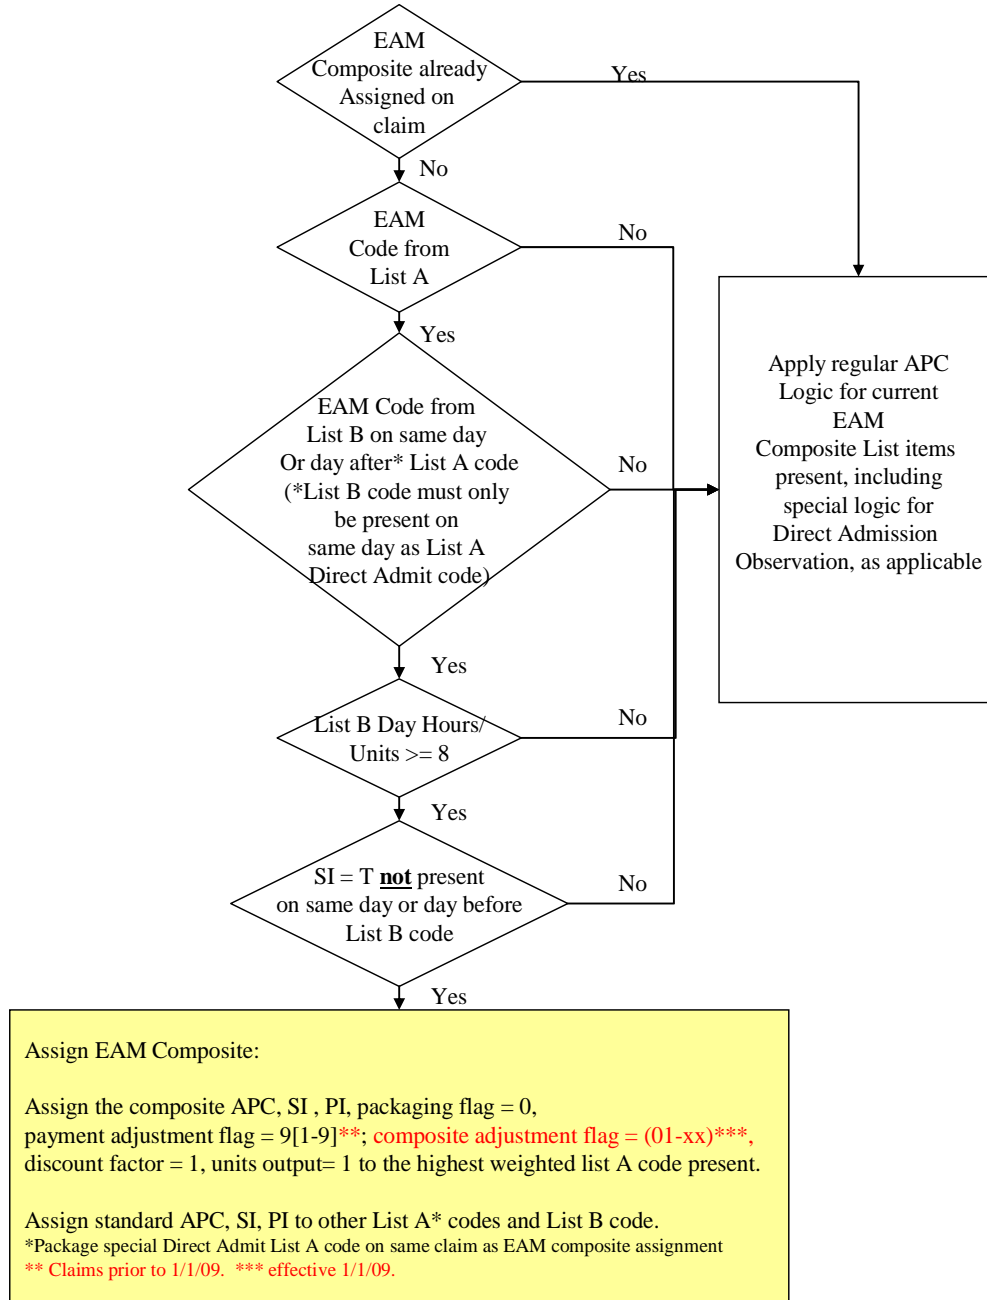 EAM
Composite already
Assigned on
claim
Yes
No
EAM
Code from
List A
No
Yes
EAM Code from
List B on same day
Or day after* List A code
(*List B code must only
be present on
same day as List A
Direct Admit code)
No
Apply regular APC
Logic for current
EAM
Composite List items
present, including
special logic for
Direct Admission
Observation, as applicable
Yes
List B Day Hours/
Units >= 8
No
Yes
SI = T not present
on same day or day before
List B code
No
Yes
Assign EAM Composite:
Assign the composite APC, SI , PI, packaging flag = 0,
payment adjustment flag = 9[1-9]**; composite adjustment flag = (01-xx)***,
discount factor = 1, units output= 1 to the highest weighted list A code present.
Assign standard APC, SI, PI to other List A* codes and List B code.
*Package special Direct Admit List A code on same claim as EAM composite assignment
** Claims prior to 1/1/09.  *** effective 1/1/09.